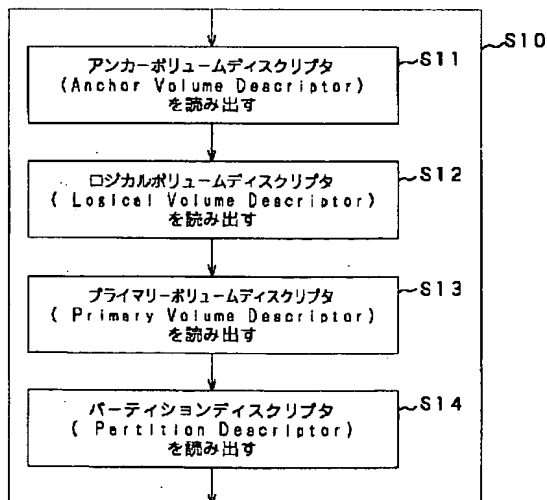 S10
アンカーボリュームディスクリプタ
(Anchor Volume Descriptor)
を読み出す
S11
ロジカルボリュームディスクリプタ
( Logical Volume Descriptor)
を読み出す
S12
プライマリーボリュームディスクリプタ
( Primary Volume Descriptor)
を読み出す
S13
パーティションディスクリプタ
( Partition Descriptor)
を読み出す
S14